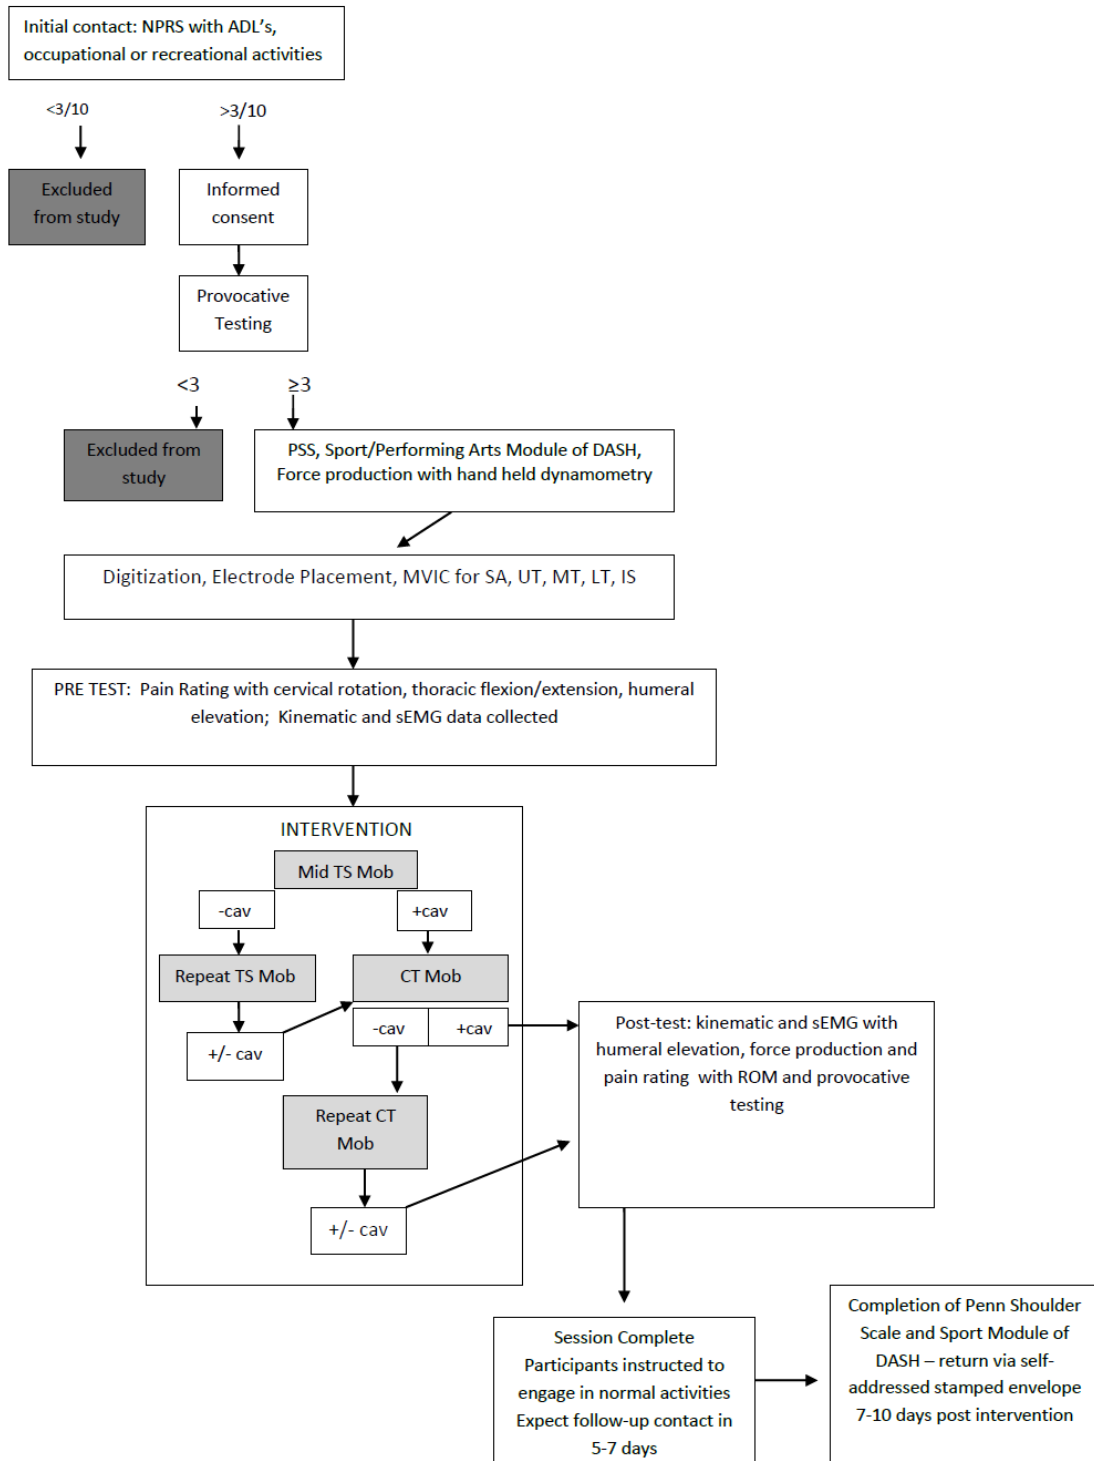 Initial contact: NPRS with ADL's,
occupational or recreational activities
<3/10
>3/10
Excluded
from study
Informed
consent
Provocative
Testing
<3
≥3
Excluded from
study
PSS, Sport/Performing Arts Module of DASH,
Force production with hand held dynamometry
Digitization, Electrode Placement, MVIC for SA, UT, MT, LT, IS
PRE TEST:  Pain Rating with cervical rotation, thoracic flexion/extension, humeral
elevation;  Kinematic and sEMG data collected
INTERVENTION
Mid TS Mob
-cav
+cav
Repeat TS Mob
CT Mob
+/- cav
-cav
+cav
Repeat CT
Mob
+/- cav
Post-test: kinematic and sEMG with
humeral elevation, force production and
pain rating  with ROM and provocative
testing
Session Complete
Participants instructed to
engage in normal activities
Expect follow-up contact in
5-7 days
Completion of Penn Shoulder
Scale and Sport Module of
DASH – return via self-
addressed stamped envelope
7-10 days post intervention